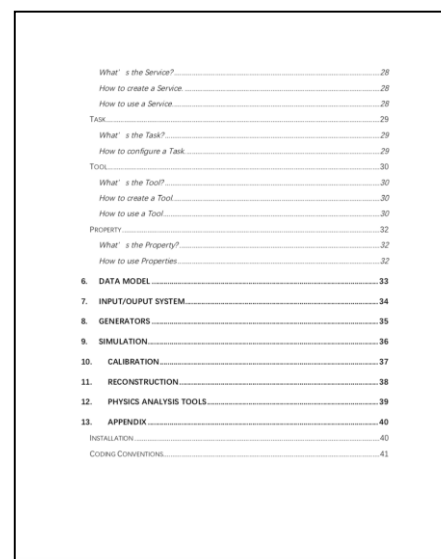 What' s the Service?...........................................................28
How to create a Service. ...........................................................28
How to use a Service...........................................................28
TASK...........................................................29
What' s the Task?...........................................................29
How to configure a Task...........................................................29
TOOL...........................................................30
What' s the Tool?...........................................................30
How to create a Tool...........................................................30
How to use a Tool...........................................................30
PROPERTY...........................................................32
What' s the Property?...........................................................32
How to use Properties...........................................................32
6. DATA MODEL...........................................................33
7. INPUT/OUPUT SYSTEM...........................................................34
8. GENERATORS...........................................................35
9. SIMULATION...........................................................36
10. CALIBRATION...........................................................37
11. RECONSTRUCTION...........................................................38
12. PHYSICS ANALYSIS TOOLS...........................................................39
13. APPENDIX...........................................................40
INSTALLATION...........................................................40
CODING CONVENTIONS...........................................................41